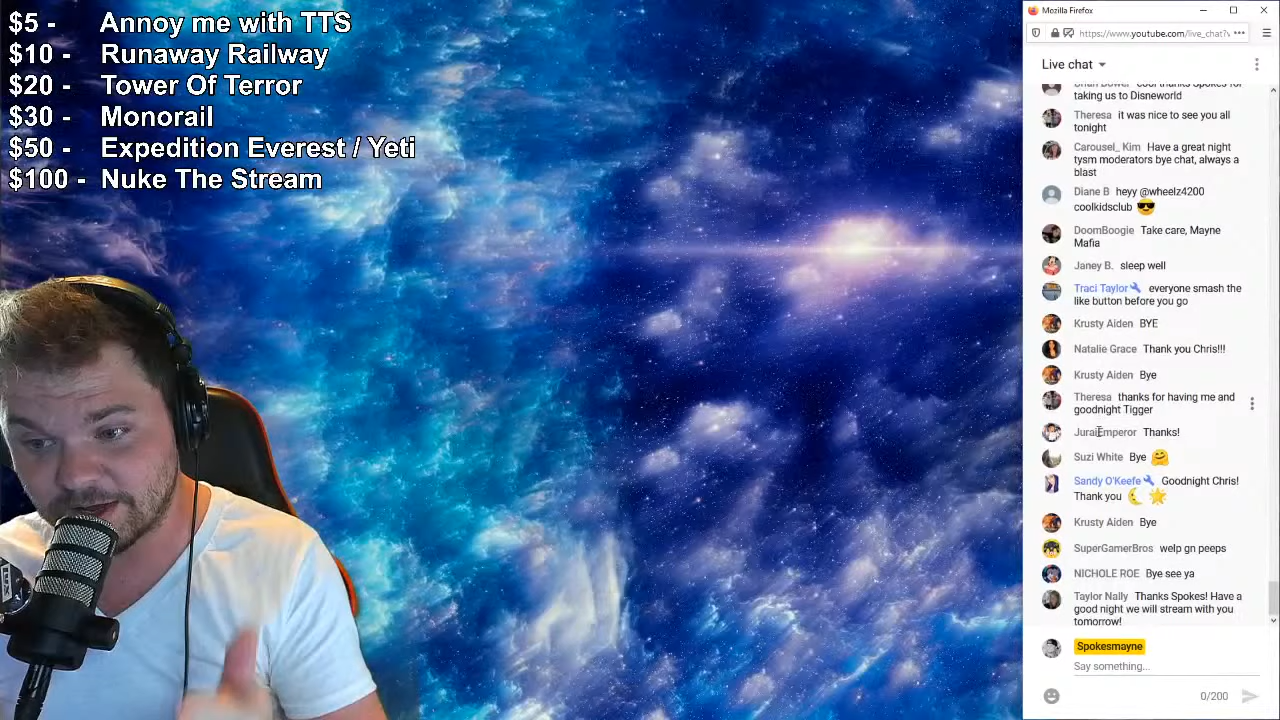 $5 - Annoy me with TTS
$10 - Runaway Railway
$20 - Tower Of Terror
$30 - Monorail
$50 - Expedition Everest / Yeti
$100 - Nuke The Stream
Mozilla Firefox
https://www.youtube.com/live_chat?
Live chat
taking us to Disneworld
Theresa it was nice to see you all
tonight
Carousel_ Kim Have a great night
tysm moderators bye chat, always a
blast
Diane B heyy @wheelz4200
coolkidsclub
DoomBoogie Take care, Mayne
Mafia
Janey B. sleep well
Traci Taylor everyone smash the
like button before you go
Krusty Aiden BYE
Natalie Grace Thank you Chris!!!
Krusty Aiden Bye
Theresa thanks for having me and
goodnight Tigger
JuraiEmperor Thanks!
Suzi White Bye
Sandy O'Keefe Goodnight Chris!
Thank you
Krusty Aiden Bye
SuperGamerBros welp gn peeps
NICHOLE ROE Bye see ya
Taylor Nally Thanks Spokes! Have a
good night we will stream with you
tomorrow!
Spokesmayne
Say something...
0/200